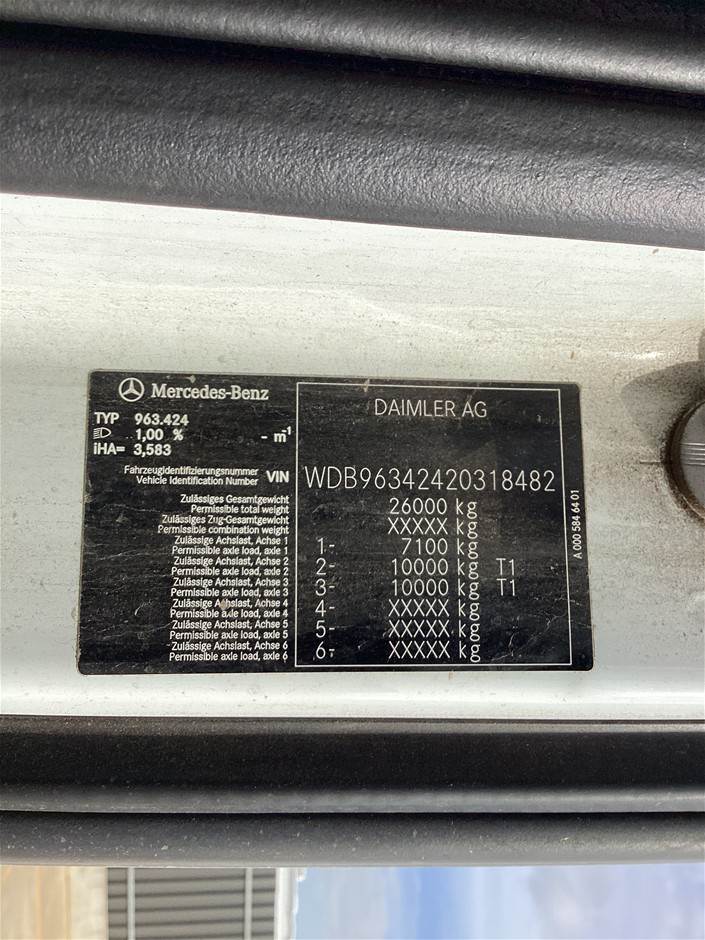 Mercedes-Benz
DAIMLER AG
TYP 963.424
1,00 % - m-1
iHA= 3,583
Fahrzeugidentifizierungsnummer
Vehicle Identification Number VIN WDB96342420318482
Zulässiges Gesamtgewicht
Permissible total weight 26000 kg
Zulässiges Zug-Gesamtgewicht
Permissible combination weight XXXXX kg
Zulässige Achslast, Achse 1
Permissible axle load, axle 1 1- 7100 kg
Zulässige Achslast, Achse 2
Permissible axle load, axle 2 2- 10000 kg T1
Zulässige Achslast, Achse 3
Permissible axle load, axle 3 3- 10000 kg T1
Zulässige Achslast, Achse 4
Permissible axle load, axle 4 4- XXXXX kg
Zulässige Achslast, Achse 5
Permissible axle load, axle 5 5- XXXXX kg
Zulässige Achslast, Achse 6
Permissible axle load, axle 6 6- XXXXX kg
A 000 584 64 01